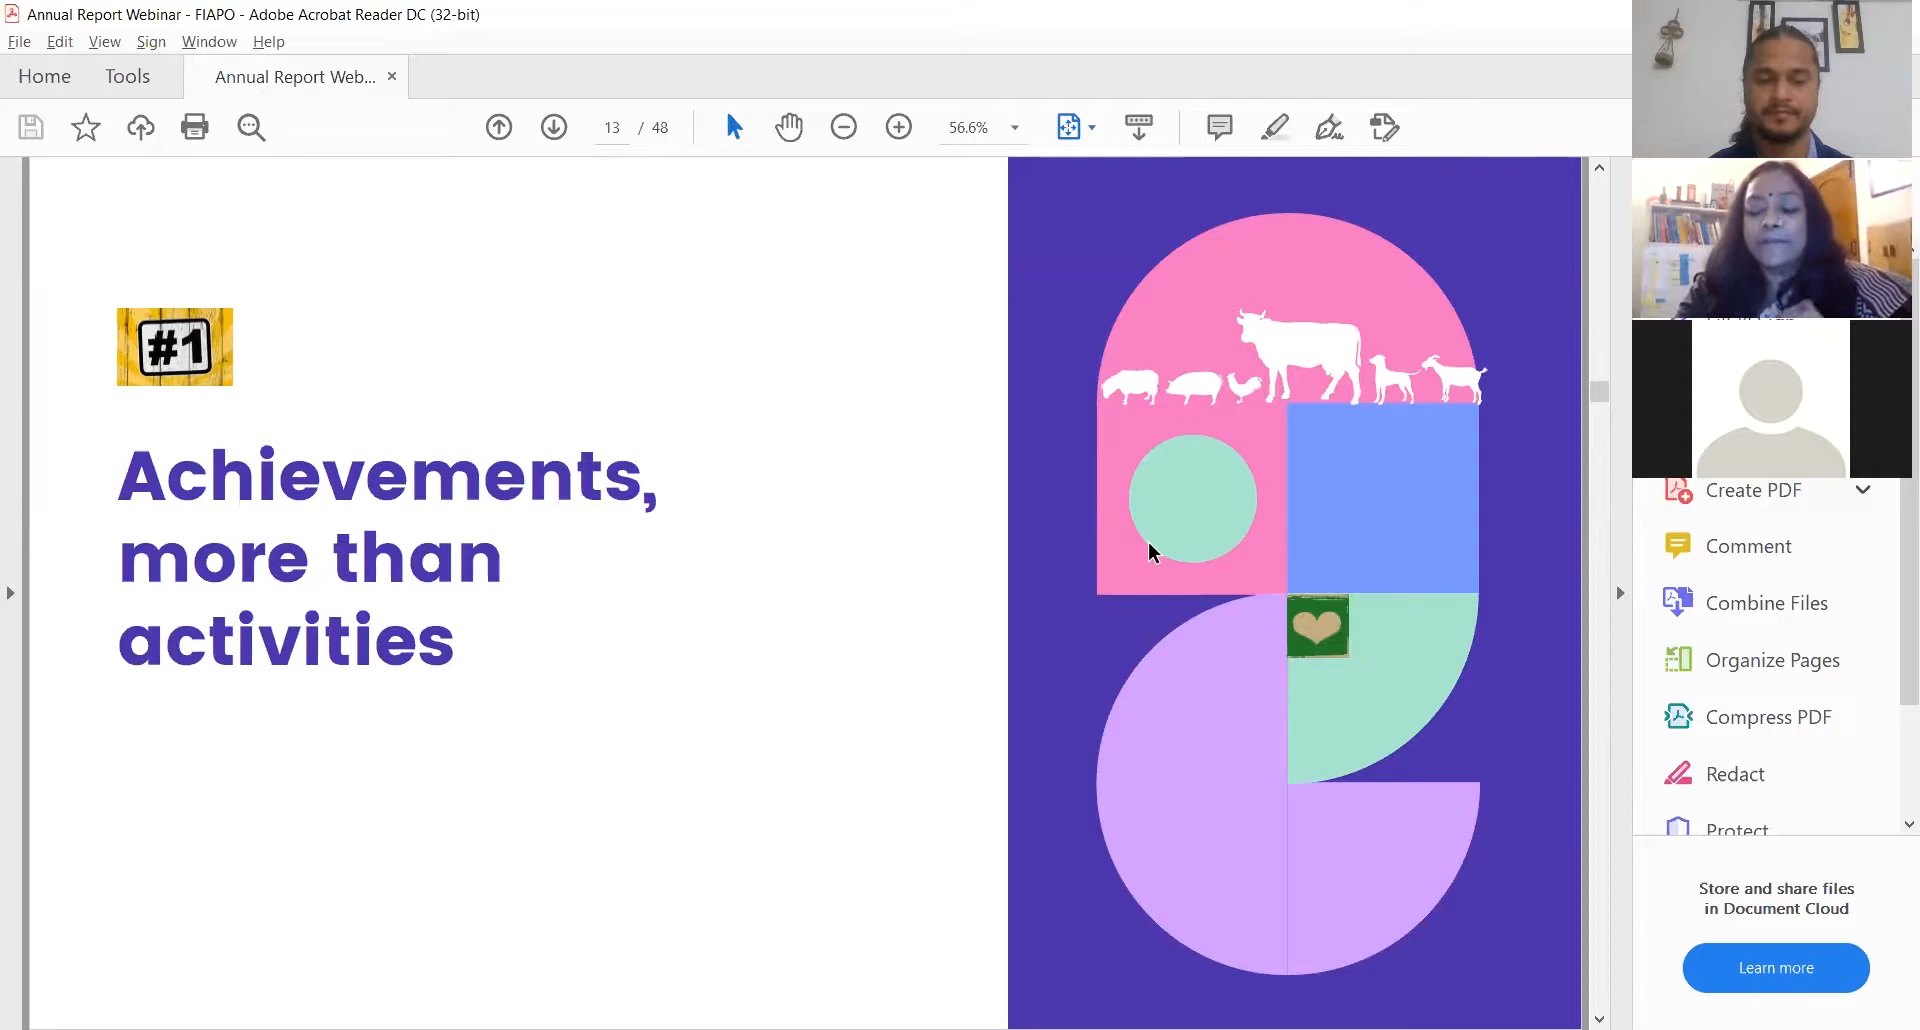 Annual Report Webinar - FIAPO - Adobe Acrobat Reader DC (32-bit)
File Edit View Sign Window Help
Home Tools Annual Report Web... ×
13 / 48 56.6%
#1
Achievements,
more than
activities
Create PDF
Comment
Combine Files
Organize Pages
Compress PDF
Redact
Protect
Store and share files
in Document Cloud
Learn more